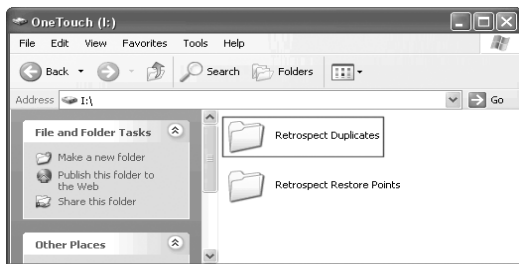 OneTouch (I:)
File Edit View Favorites Tools Help
Back Search Folders
Address I:\ Go
File and Folder Tasks
Make a new folder
Publish this folder to
the Web
Share this folder
Other Places
Retrospect Duplicates
Retrospect Restore Points